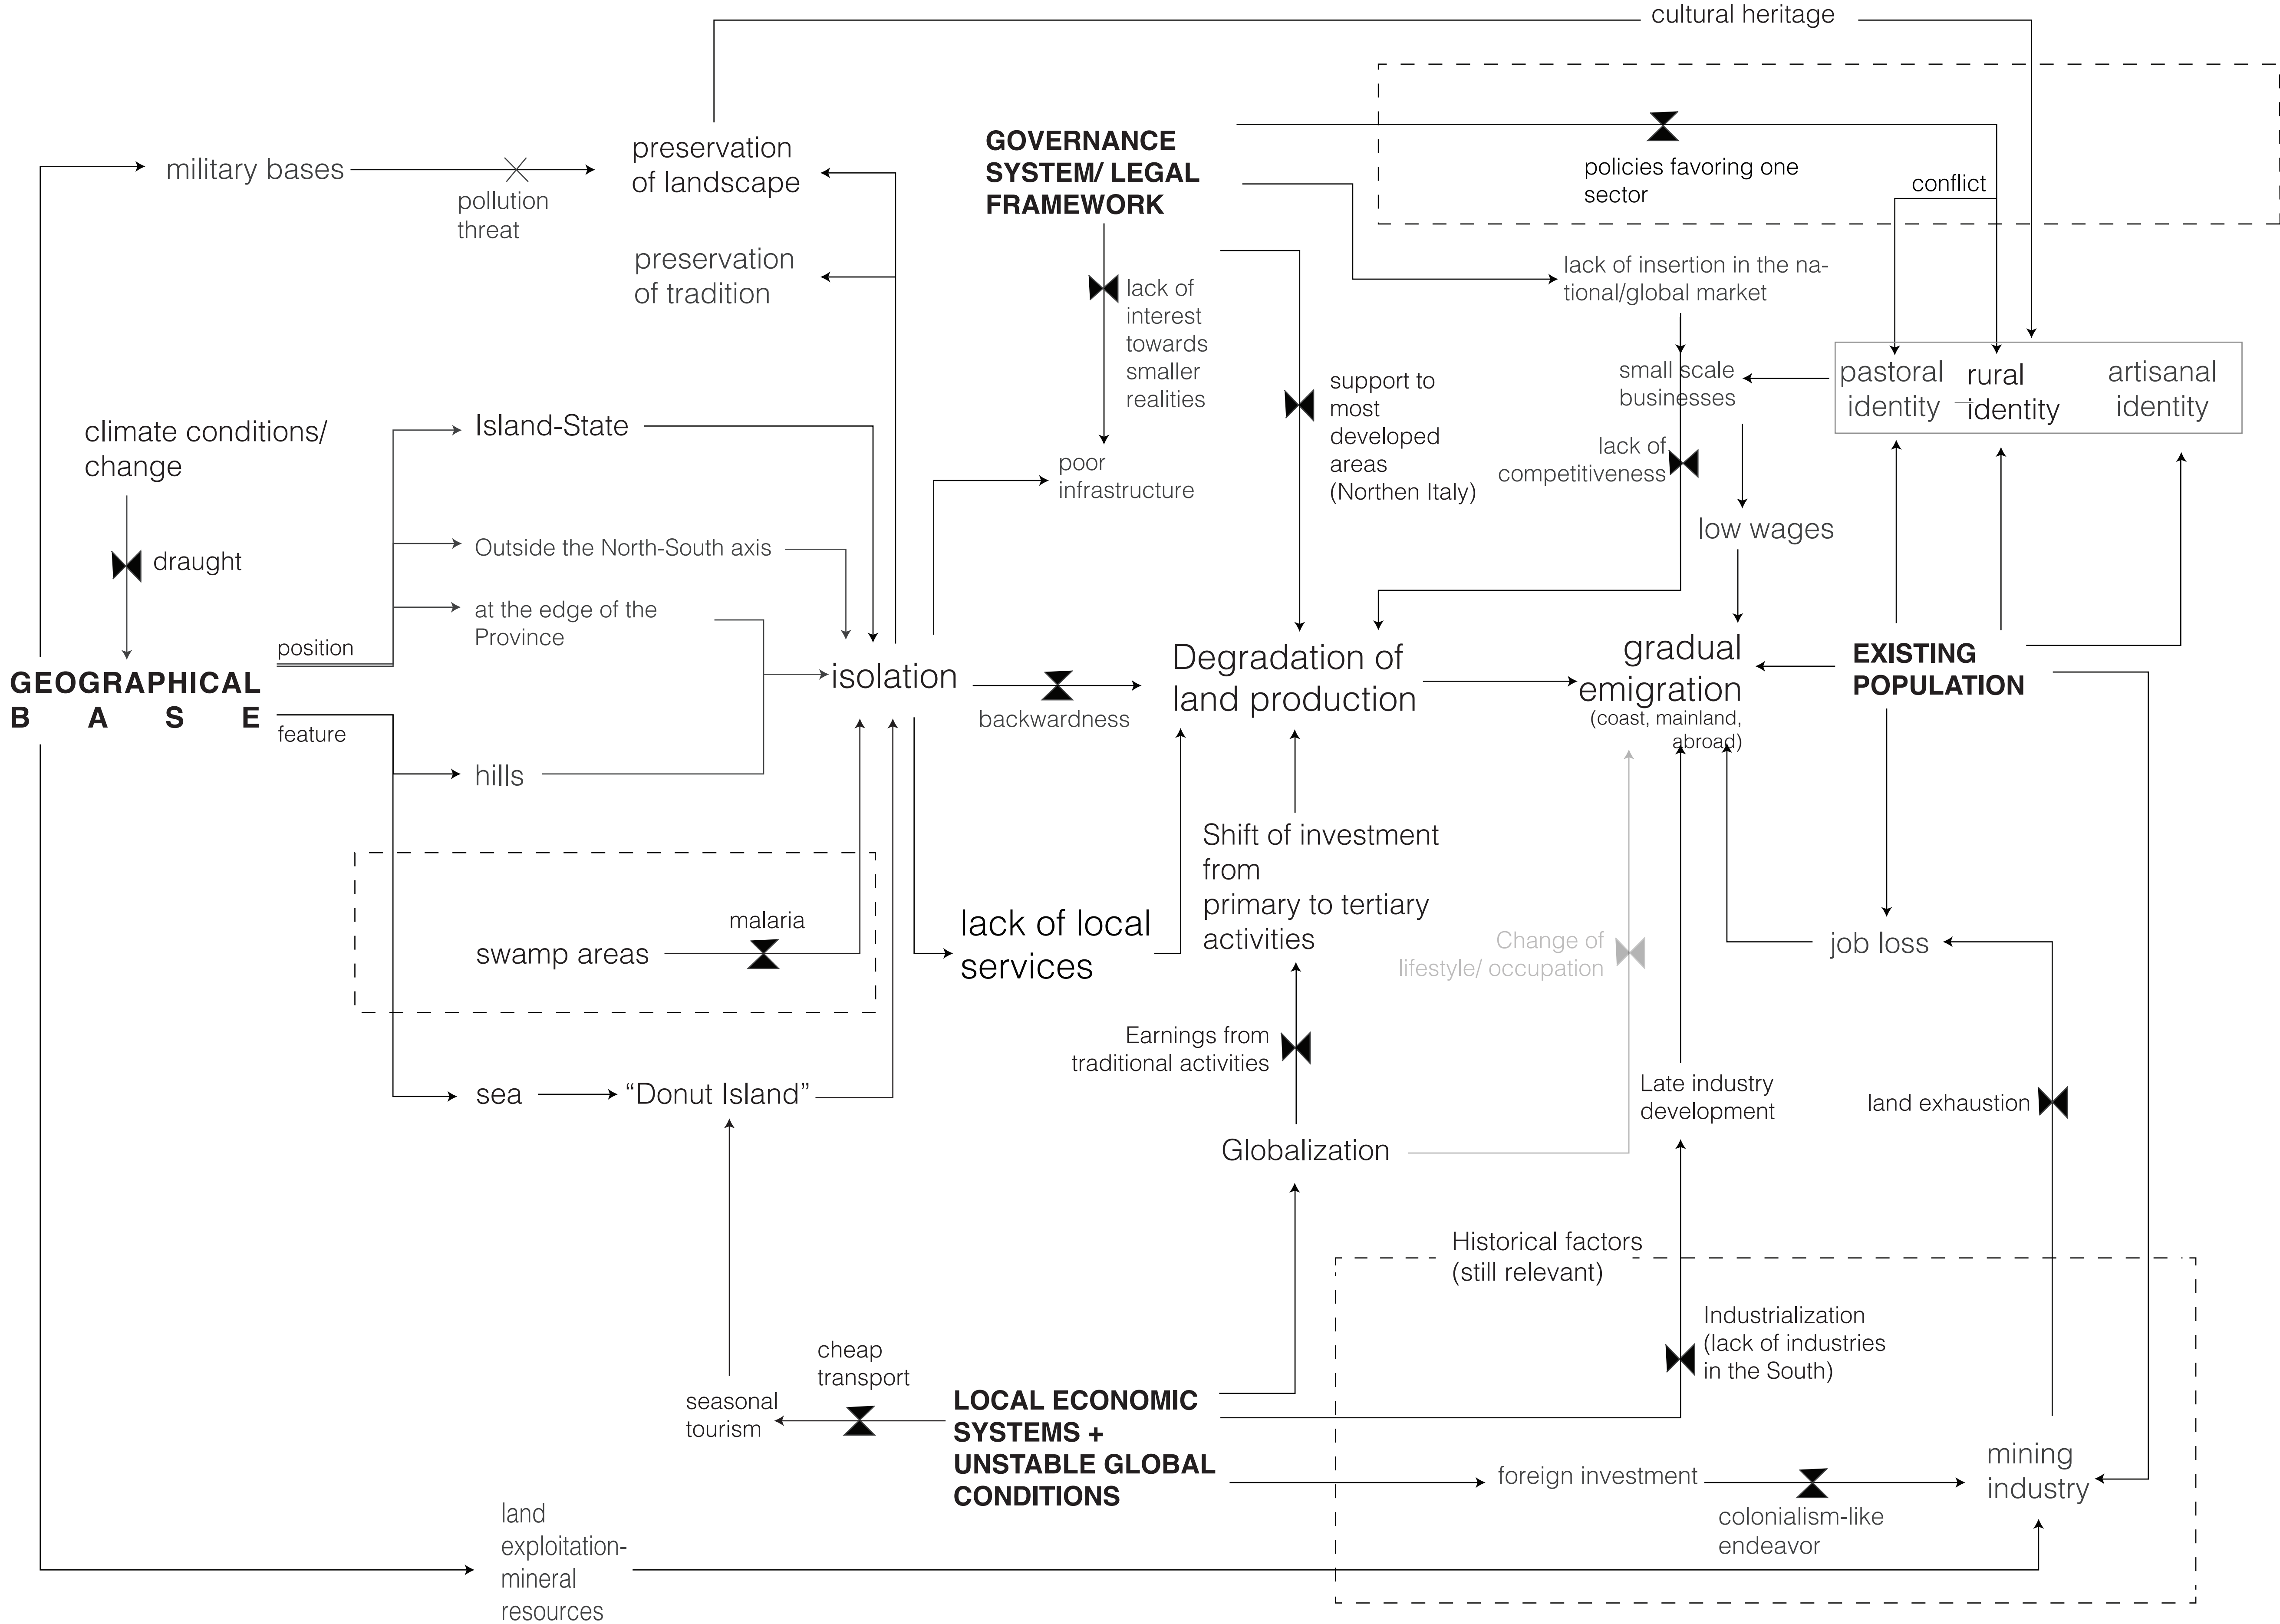 cultural heritage
military bases
pollution
threat
preservation
of landscape
preservation
of tradition
GOVERNANCE
SYSTEM/ LEGAL
FRAMEWORK
policies favoring one
sector
conflict
lack of
interest
towards
smaller
realities
lack of insertion in the na-
tional/global market
support to
most
developed
areas
(Northen Italy)
small scale
businesses
pastoral
identity
rural
identity
artisanal
identity
climate conditions/
change
draught
Island-State
Outside the North-South axis
at the edge of the
Province
poor
infrastructure
lack of
competitiveness
low wages
position
GEOGRAPHICAL
B A S E
feature
hills
isolation
backwardness
Degradation of
land production
gradual
emigration
(coast, mainland,
abroad)
EXISTING
POPULATION
malaria
swamp areas
lack of local
services
Shift of investment
from
primary to tertiary
activities
Change of
lifestyle/ occupation
job loss
sea
“Donut Island”
Earnings from
traditional activities
Globalization
Late industry
development
land exhaustion
Historical factors
(still relevant)
Industrialization
(lack of industries
in the South)
cheap
transport
seasonal
tourism
LOCAL ECONOMIC
SYSTEMS +
UNSTABLE GLOBAL
CONDITIONS
foreign investment
colonialism-like
endeavor
mining
industry
land
exploitation-
mineral
resources